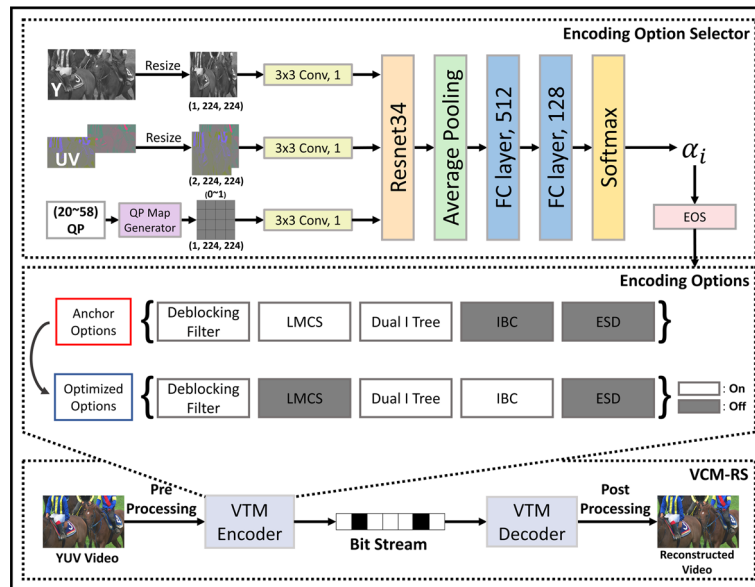 Encoding Option Selector
Y
Resize
(1, 224, 224)
3x3 Conv, 1
UV
Resize
(2, 224, 224)
3x3 Conv, 1
(20~58)
QP
QP Map
Generator
(0~1)
(1, 224, 224)
3x3 Conv, 1
Resnet34
Average Pooling
FC layer, 512
FC layer, 128
Softmax
αi
EOS
Encoding Options
Anchor
Options
{
Deblocking
Filter
LMCS
Dual I Tree
IBC
ESD
}
Optimized
Options
{
Deblocking
Filter
LMCS
Dual I Tree
IBC
ESD
}
: On
: Off
VCM-RS
YUV Video
Pre
Processing
VTM
Encoder
Bit Stream
VTM
Decoder
Post
Processing
Reconstructed
Video